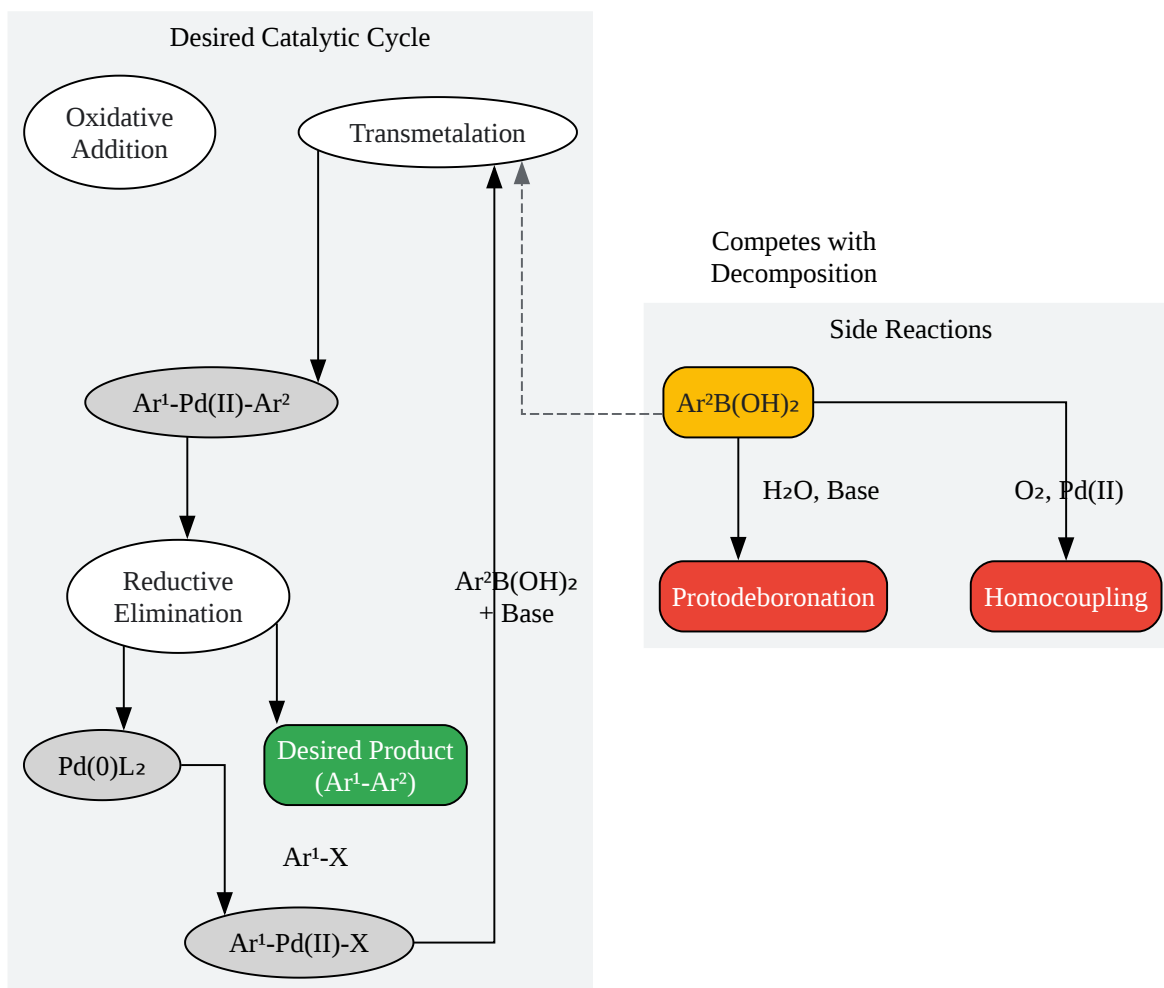 Desired Catalytic Cycle
Oxidative
Addition
Transmetalation
Competes with
Decomposition
Side Reactions
Ar¹-Pd(II)-Ar²
Ar²B(OH)₂
H₂O, Base
O₂, Pd(II)
Reductive
Elimination
Ar²B(OH)₂
+ Base
Protodeboronation
Homocoupling
Pd(0)L₂
Desired Product
(Ar¹-Ar²)
Ar¹-X
Ar¹-Pd(II)-X